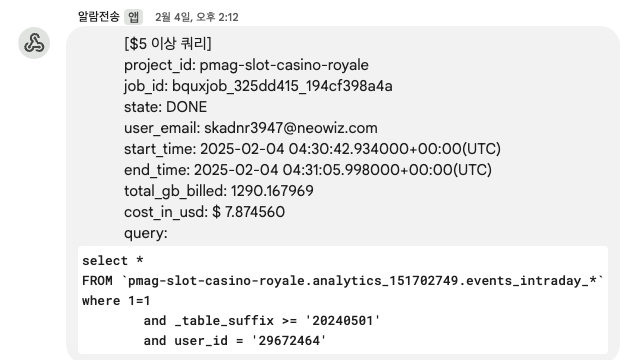 알람전송 앱 2월 4일, 오후 2:12
[$5 이상 쿼리]
project_id: pmag-slot-casino-royale
job_id: bquxjob_325dd415_194cf398a4a
state: DONE
user_email: skadnr3947@neowiz.com
start_time: 2025-02-04 04:30:42.934000+00:00(UTC)
end_time: 2025-02-04 04:31:05.998000+00:00(UTC)
total_gb_billed: 1290.167969
cost_in_usd: $ 7.874560
query:
select *
FROM `pmag-slot-casino-royale.analytics_151702749.events_intraday_*`
where 1=1
and _table_suffix >= '20240501'
and user_id = '29672464'